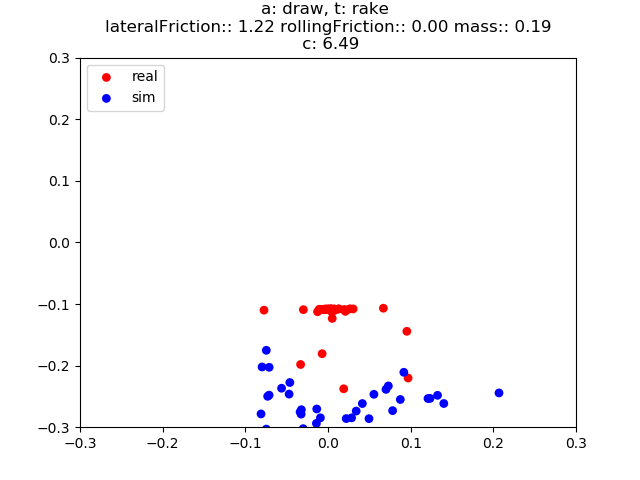 a: draw, t: rake
lateralFriction:: 1.22 rollingFriction:: 0.00 mass:: 0.19
c: 6.49
real
sim
0.3
0.2
0.1
0.0
−0.1
−0.2
−0.3
−0.3 −0.2 −0.1 0.0 0.1 0.2 0.3